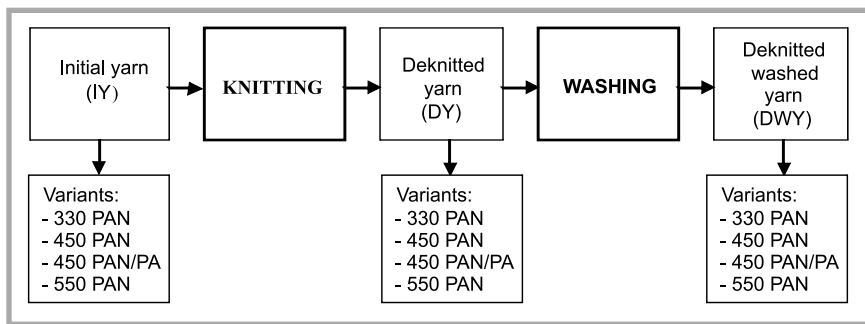 Initial yarn
(IY)
KNITTING
Deknitted
yarn
(DY)
WASHING
Deknitted
washed
yarn
(DWY)
Variants:
- 330 PAN
- 450 PAN
- 450 PAN/PA
- 550 PAN
Variants:
- 330 PAN
- 450 PAN
- 450 PAN/PA
- 550 PAN
Variants:
- 330 PAN
- 450 PAN
- 450 PAN/PA
- 550 PAN